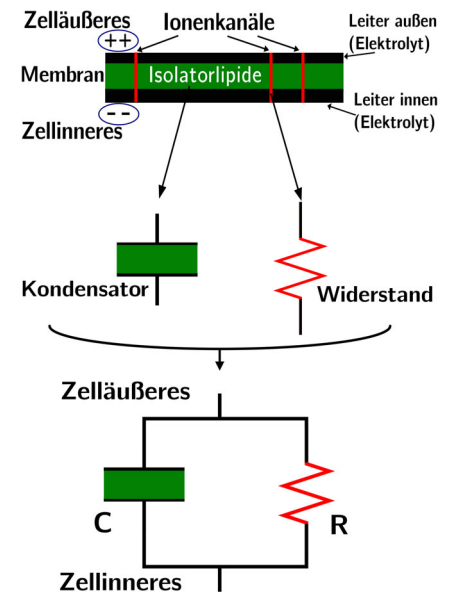 Zelläußeres
++
Ionenkanäle
Leiter außen
(Elektrolyt)
Membran
Isolatorlipide
Leiter innen
(Elektrolyt)
--
Zellinneres
Kondensator
Widerstand
Zelläußeres
C
R
Zellinneres